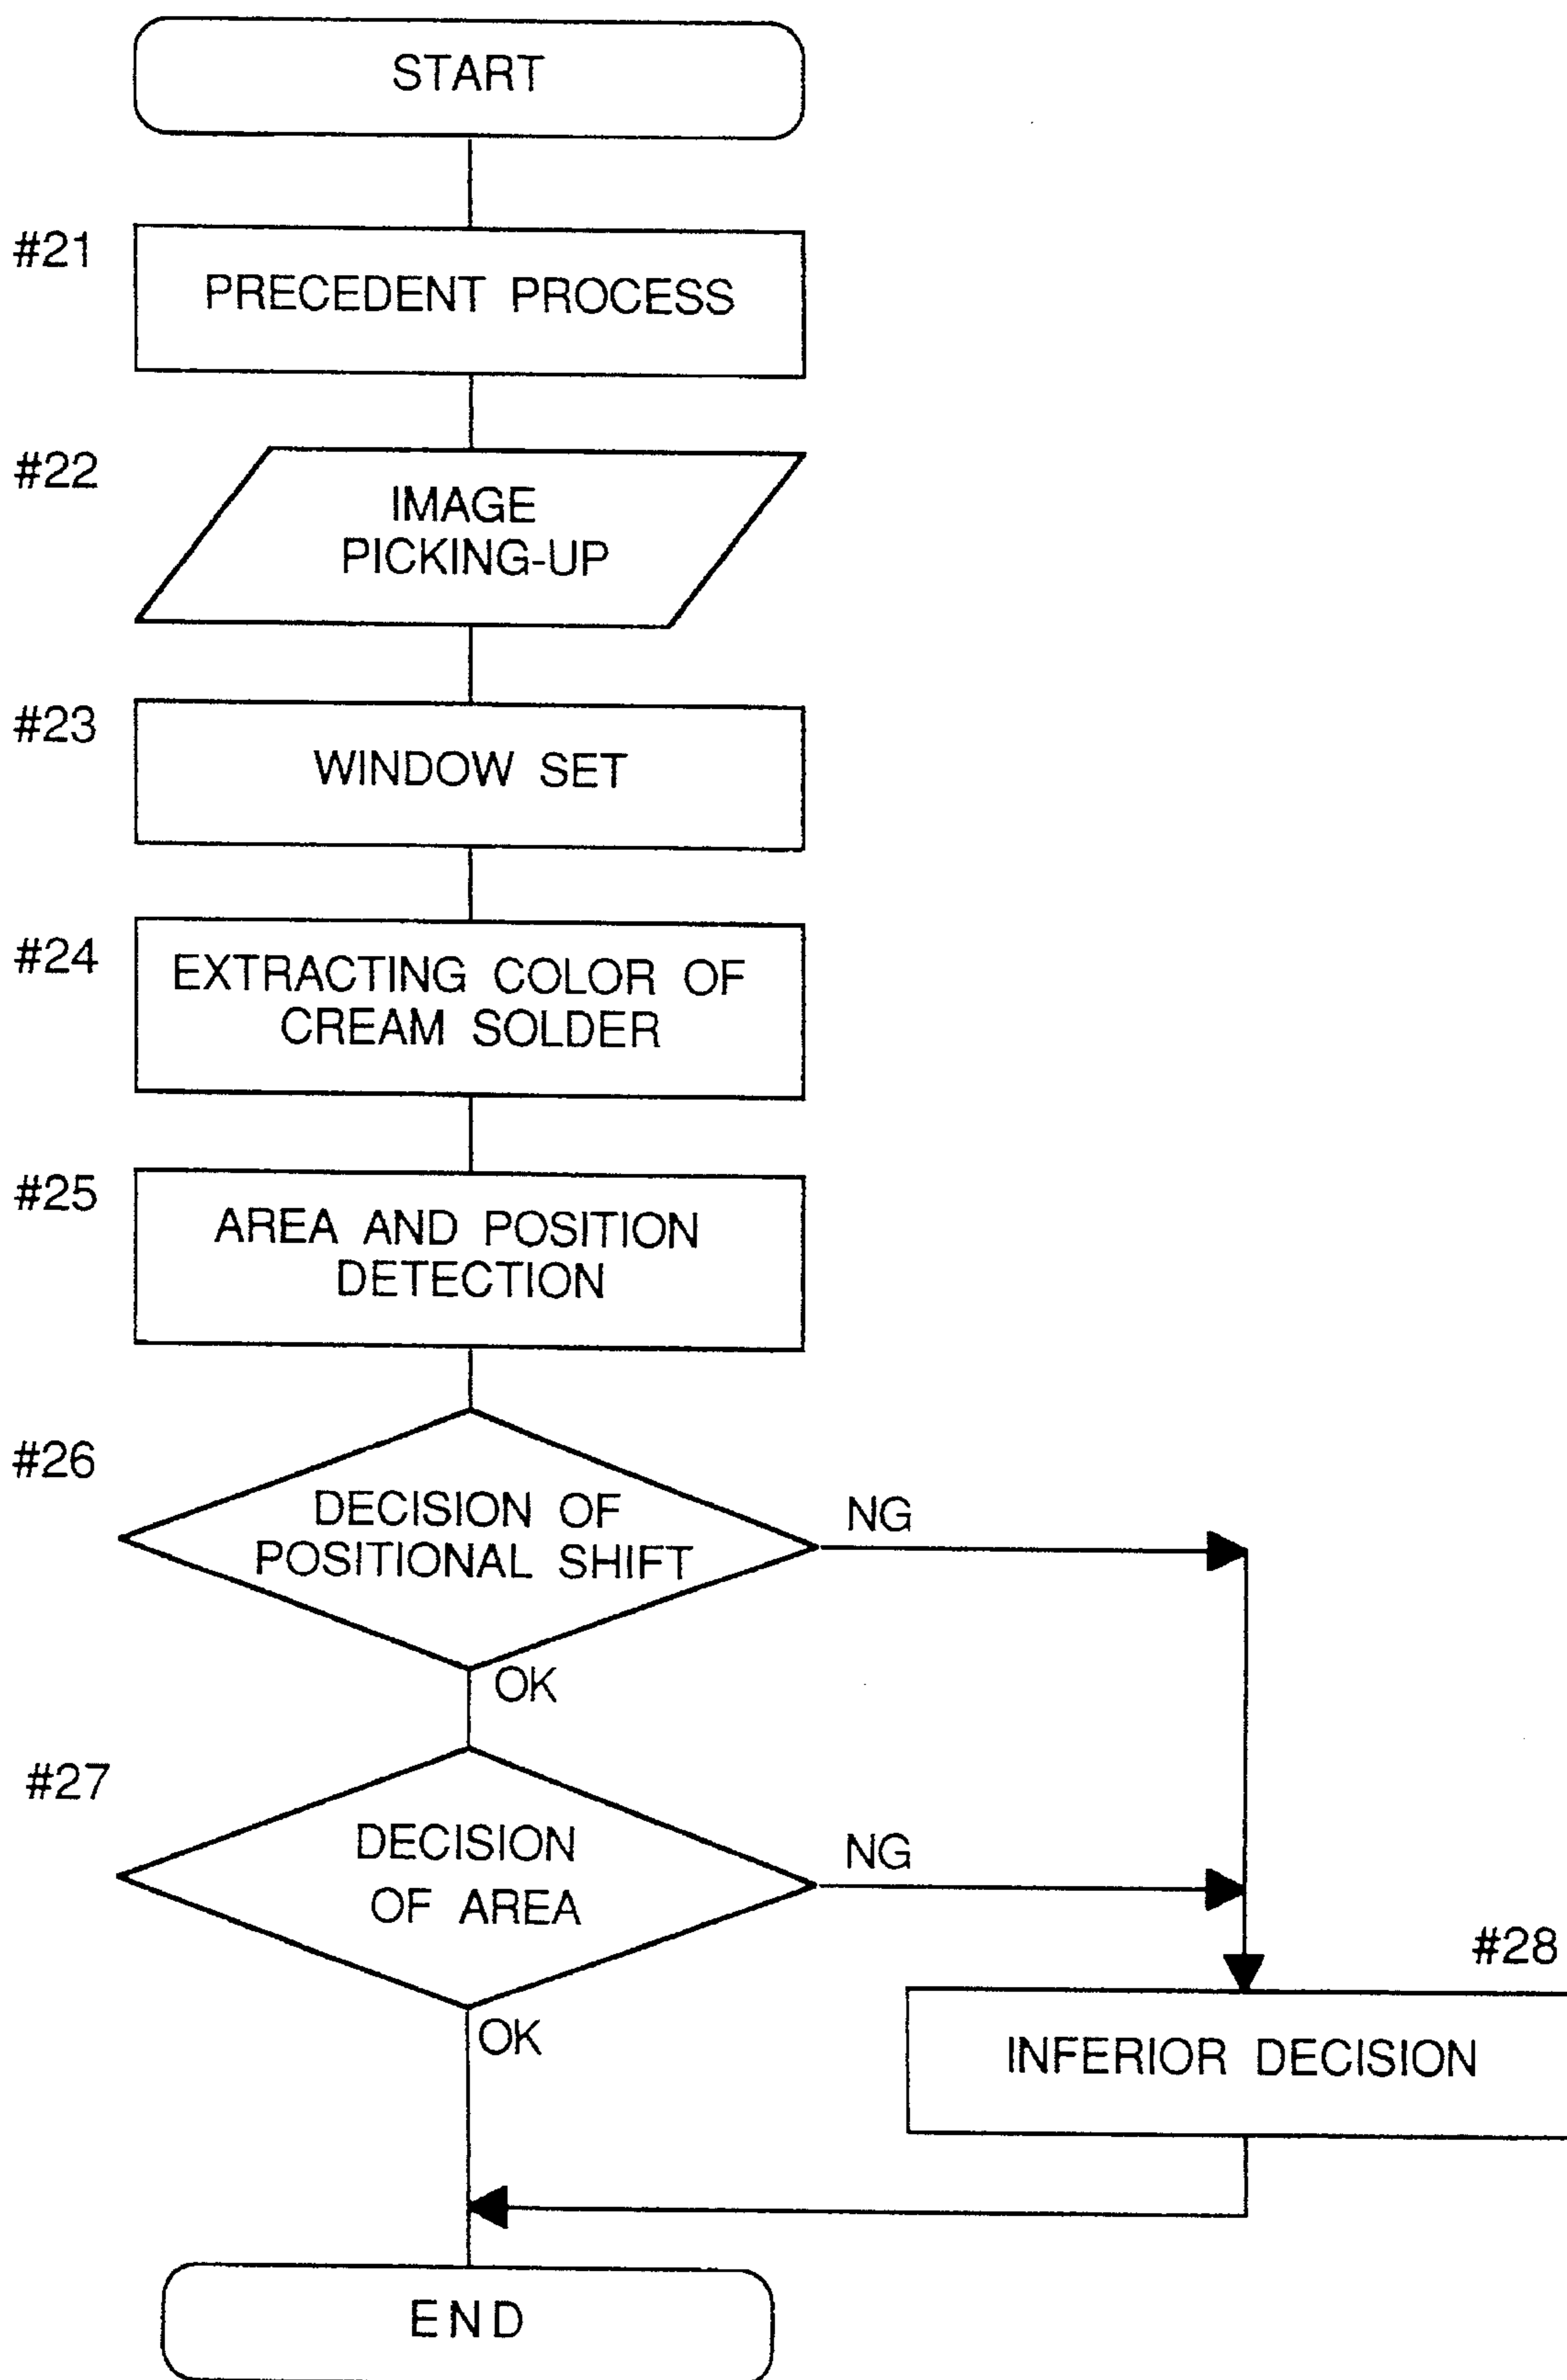 START
#21
PRECEDENT PROCESS
#22
IMAGE
PICKING-UP
#23
WINDOW SET
#24
EXTRACTING COLOR OF
CREAM SOLDER
#25
AREA AND POSITION
DETECTION
#26
DECISION OF
POSITIONAL SHIFT
NG
OK
#27
DECISION
OF AREA
NG
OK
#28
INFERIOR DECISION
END